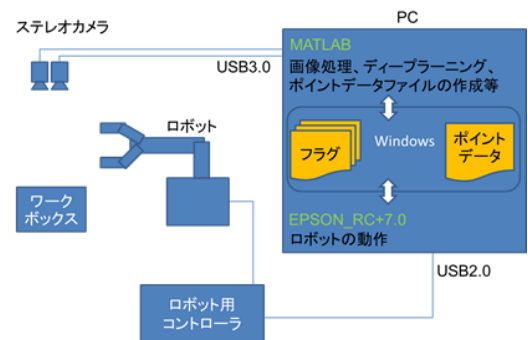 ステレオカメラ
USB3.0
PC
MATLAB
画像処理、ディープラーニング、
ポイントデータファイルの作成等
フラグ
Windows
ポイント
データ
EPSON_RC+7.0
ロボットの動作
ロボット
ワーク
ボックス
USB2.0
ロボット用
コントローラ